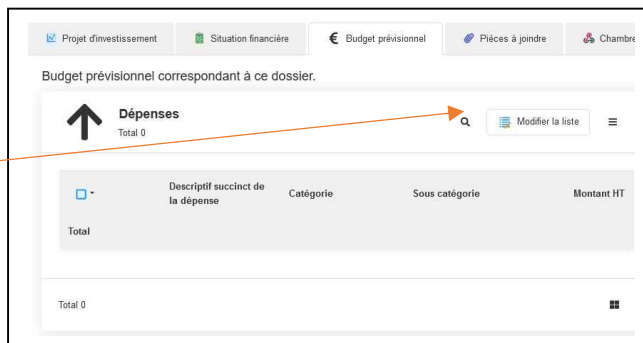 Projet d'investissement
Situation financière
Budget prévisionnel
Pièces à joindre
Chambre
Budget prévisionnel correspondant à ce dossier.
Dépenses
Total 0
Modifier la liste
Descriptif succinct de
la dépense
Catégorie
Sous catégorie
Montant HT
Total
Total 0